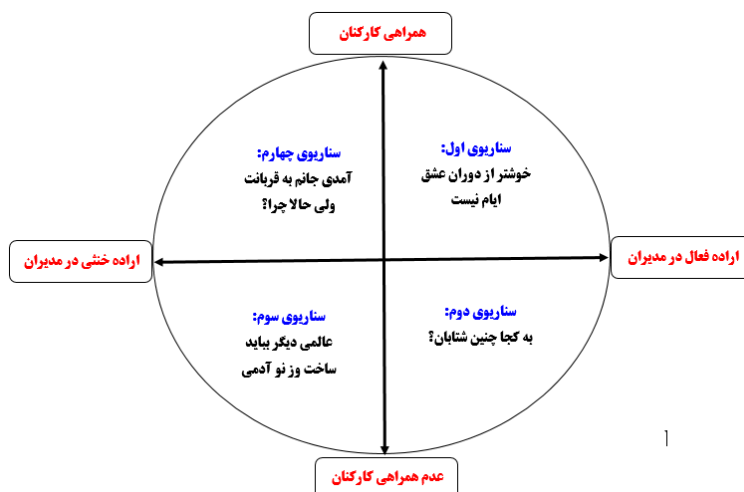 همراهی کارکنان
سناریوی اول:
خوشتر از دوران عشق
ایام نیست
سناریوی چهارم:
آمدی جانم به قربانت
ولی حالا چرا؟
اراده فعال در مدیران
اراده خنثی در مدیران
سناریوی دوم:
به کجا چنین شتابان؟
سناریوی سوم:
عالمی دیگر بباید
ساخت وز نو آدمی
1
عدم همراهی کارکنان